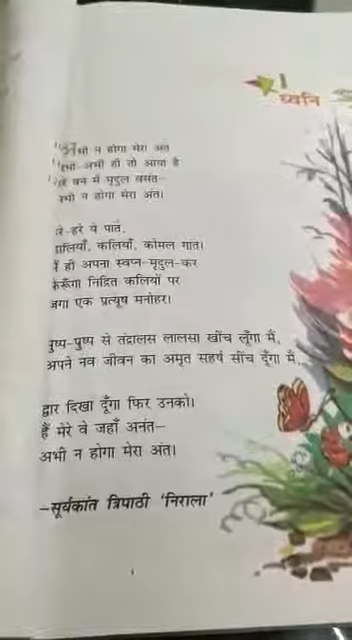 1
ध्वनि
अभी न होगा मेरा अंत
अभी-अभी ही तो आया है
मेरे वन में मृदुल वसंत–
अभी न होगा मेरा अंत।
हरे-हरे ये पात,
डालियाँ, कलियाँ, कोमल गात।
मैं ही अपना स्वप्न-मृदुल-कर
फेरूँगा निद्रित कलियों पर
जगा एक प्रत्यूष मनोहर।
पुष्प-पुष्प से तंद्रालस लालसा खींच लूँगा मैं,
अपने नव जीवन का अमृत सहर्ष सींच दूँगा मैं,
द्वार दिखा दूँगा फिर उनको।
हैं मेरे वे जहाँ अनंत–
अभी न होगा मेरा अंत।
–सूर्यकांत त्रिपाठी ‘निराला’